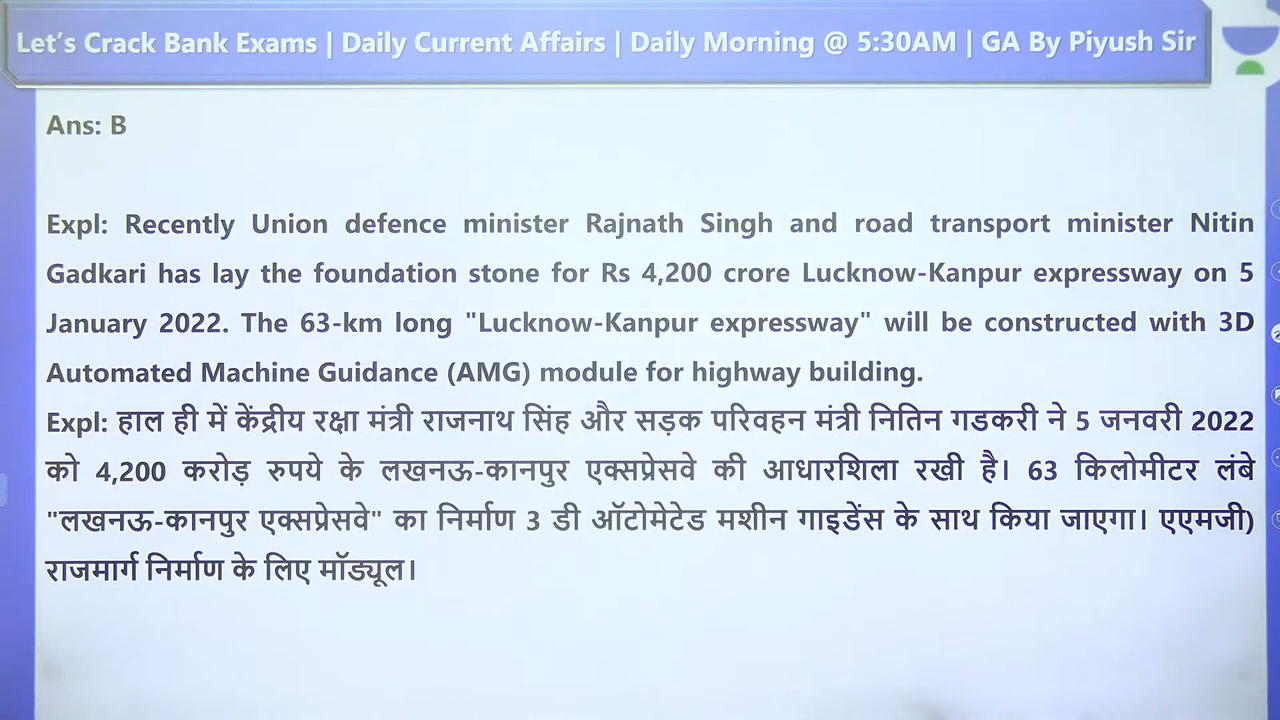 Let's Crack Bank Exams | Daily Current Affairs | Daily Morning @ 5:30AM | GA By Piyush Sir
Ans: B
Expl: Recently Union defence minister Rajnath Singh and road transport minister Nitin
Gadkari has lay the foundation stone for Rs 4,200 crore Lucknow-Kanpur expressway on 5
January 2022. The 63-km long "Lucknow-Kanpur expressway" will be constructed with 3D
Automated Machine Guidance (AMG) module for highway building.
Expl: हाल ही में केंद्रीय रक्षा मंत्री राजनाथ सिंह और सड़क परिवहन मंत्री नितिन गडकरी ने 5 जनवरी 2022
को 4,200 करोड़ रुपये के लखनऊ-कानपुर एक्सप्रेसवे की आधारशिला रखी है। 63 किलोमीटर लंबे
"लखनऊ-कानपुर एक्सप्रेसवे" का निर्माण 3 डी ऑटोमेटेड मशीन गाइडेंस के साथ किया जाएगा। एएमजी)
राजमार्ग निर्माण के लिए मॉड्यूल।